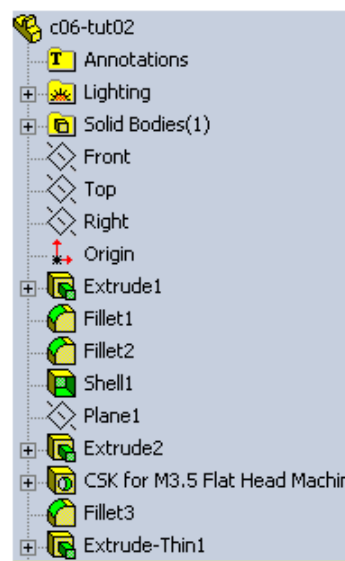 c06-tut02
Annotations
Lighting
Solid Bodies(1)
Front
Top
Right
Origin
Extrude1
Fillet1
Fillet2
Shell1
Plane1
Extrude2
CSK for M3.5 Flat Head Machin
Fillet3
Extrude-Thin1